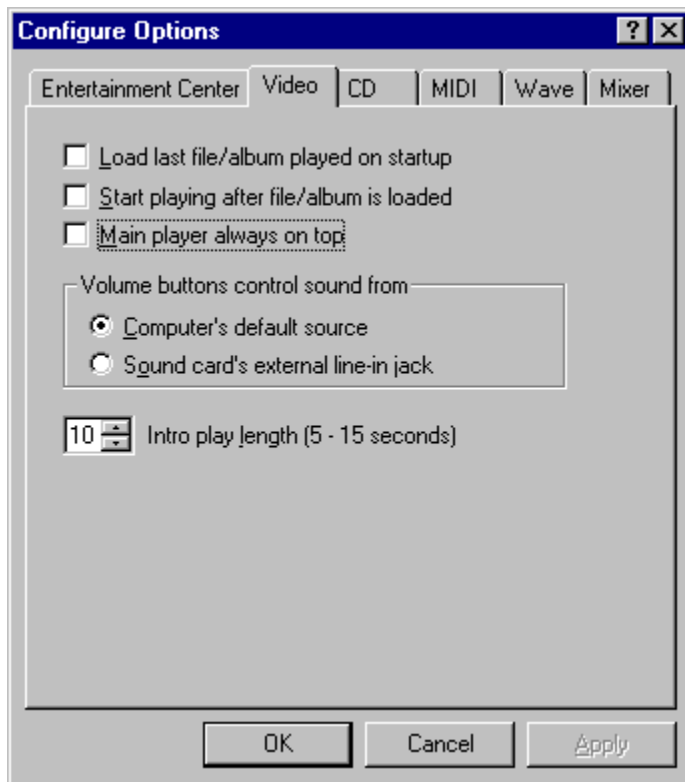 Configure Options
Entertainment Center Video CD MIDI Wave Mixer
Load last file/album played on startup
Start playing after file/album is loaded
Main player always on top
Volume buttons control sound from
Computer's default source
Sound card's external line-in jack
10 Intro play length (5 - 15 seconds)
OK Cancel Apply